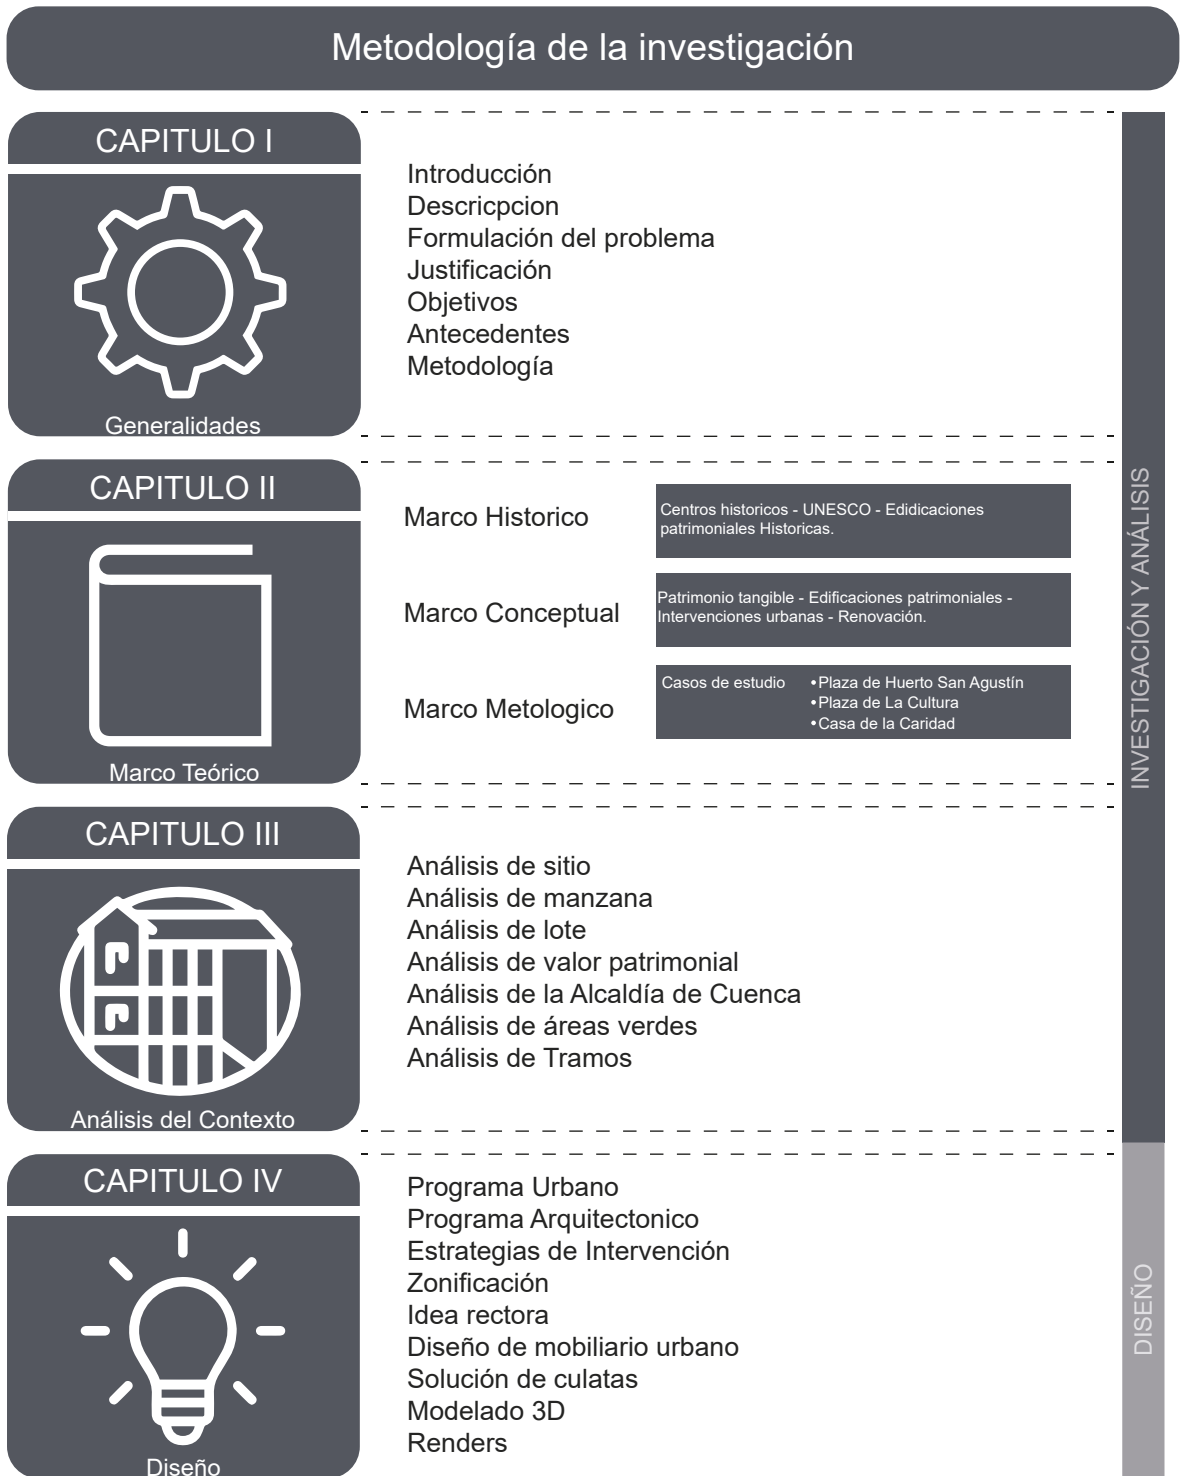 Metodología de la investigación
CAPITULO I
Generalidades
Introducción
Descricpcion
Formulación del problema
Justificación
Objetivos
Antecedentes
Metodología
CAPITULO II
Marco Teórico
Marco Historico
Centros historicos - UNESCO - Edidicaciones
patrimoniales Historicas.
Marco Conceptual
Patrimonio tangible - Edificaciones patrimoniales -
Intervenciones urbanas - Renovación.
Marco Metologico
Casos de estudio
•Plaza de Huerto San Agustín
•Plaza de La Cultura
•Casa de la Caridad
CAPITULO III
Análisis del Contexto
Análisis de sitio
Análisis de manzana
Análisis de lote
Análisis de valor patrimonial
Análisis de la Alcaldía de Cuenca
Análisis de áreas verdes
Análisis de Tramos
INVESTIGACIÓN Y ANÁLISIS
CAPITULO IV
Diseño
Programa Urbano
Programa Arquitectonico
Estrategias de Intervención
Zonificación
Idea rectora
Diseño de mobiliario urbano
Solución de culatas
Modelado 3D
Renders
DISEÑO